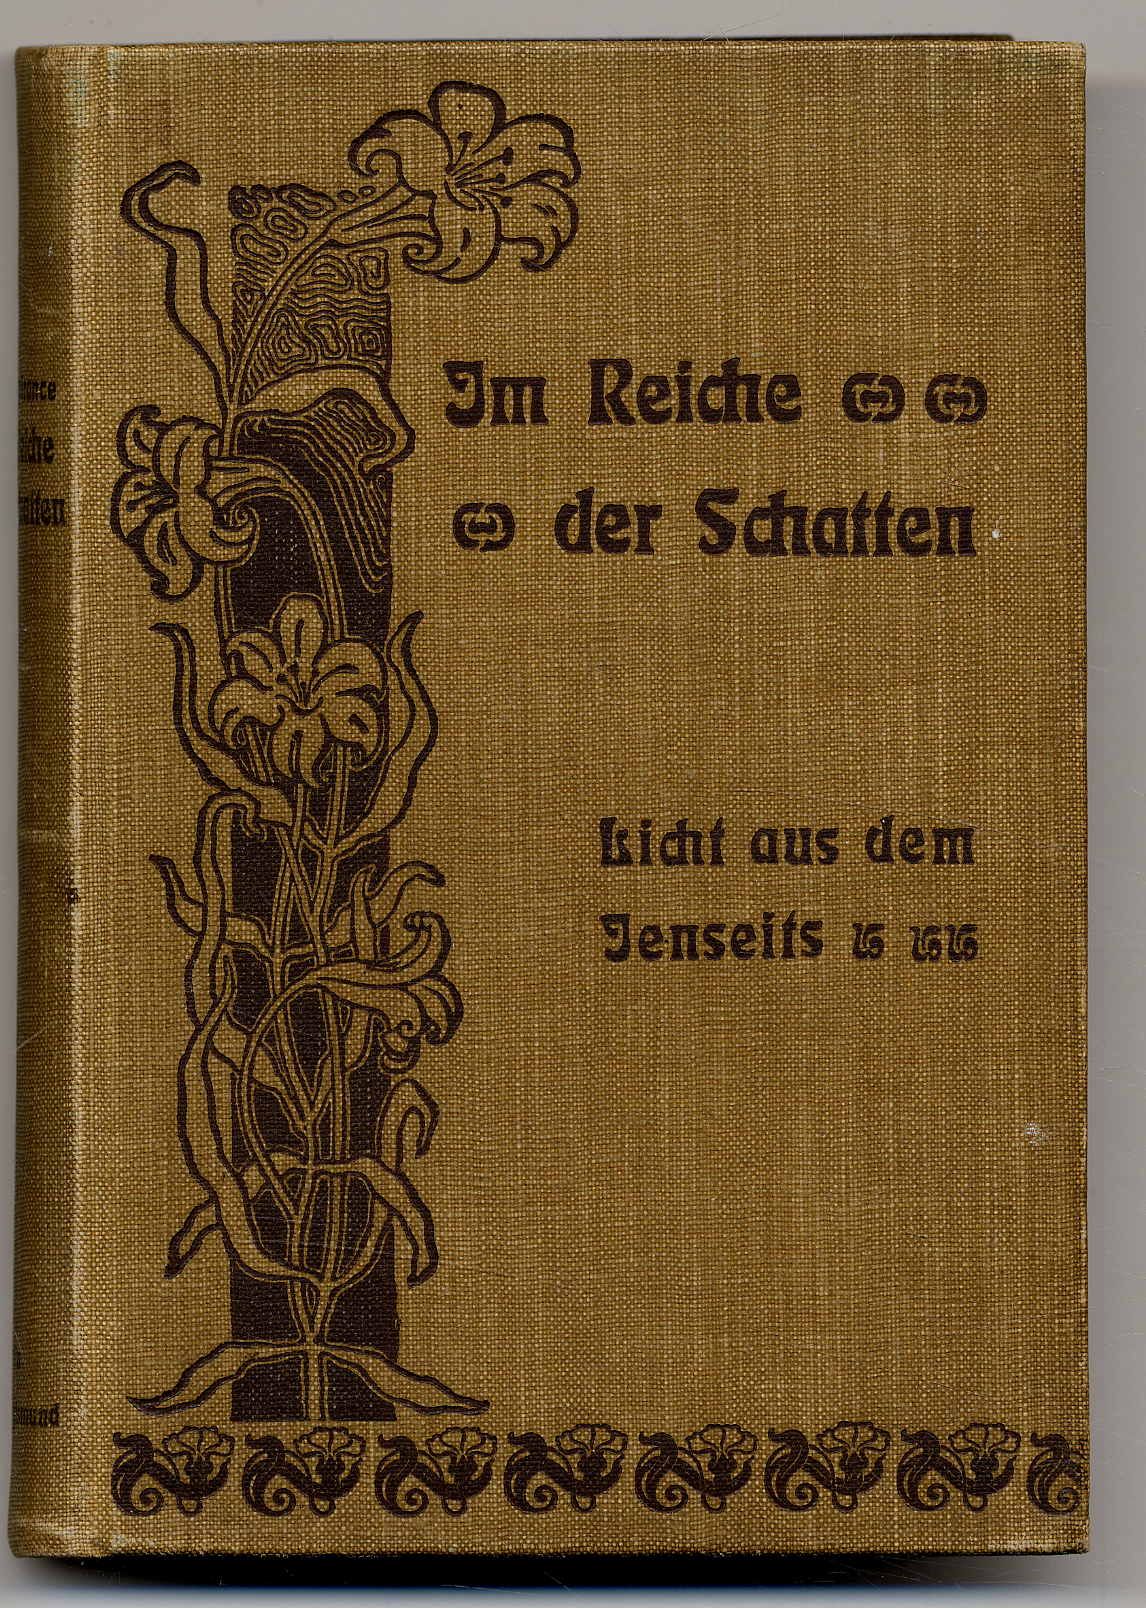 Im Reiche
der Schatten
Licht aus dem
Jenseits